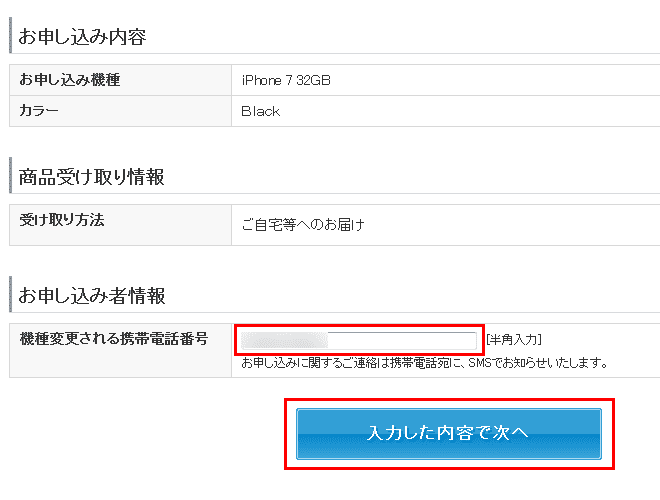 お申し込み内容
お申し込み機種 iPhone 7 32GB
カラー Black
商品受け取り情報
受け取り方法 ご自宅等へのお届け
お申し込み者情報
機種変更される携帯電話番号 [半角入力]
お申し込みに関するご連絡は携帯電話宛に、SMSでお知らせいたします。
入力した内容で次へ